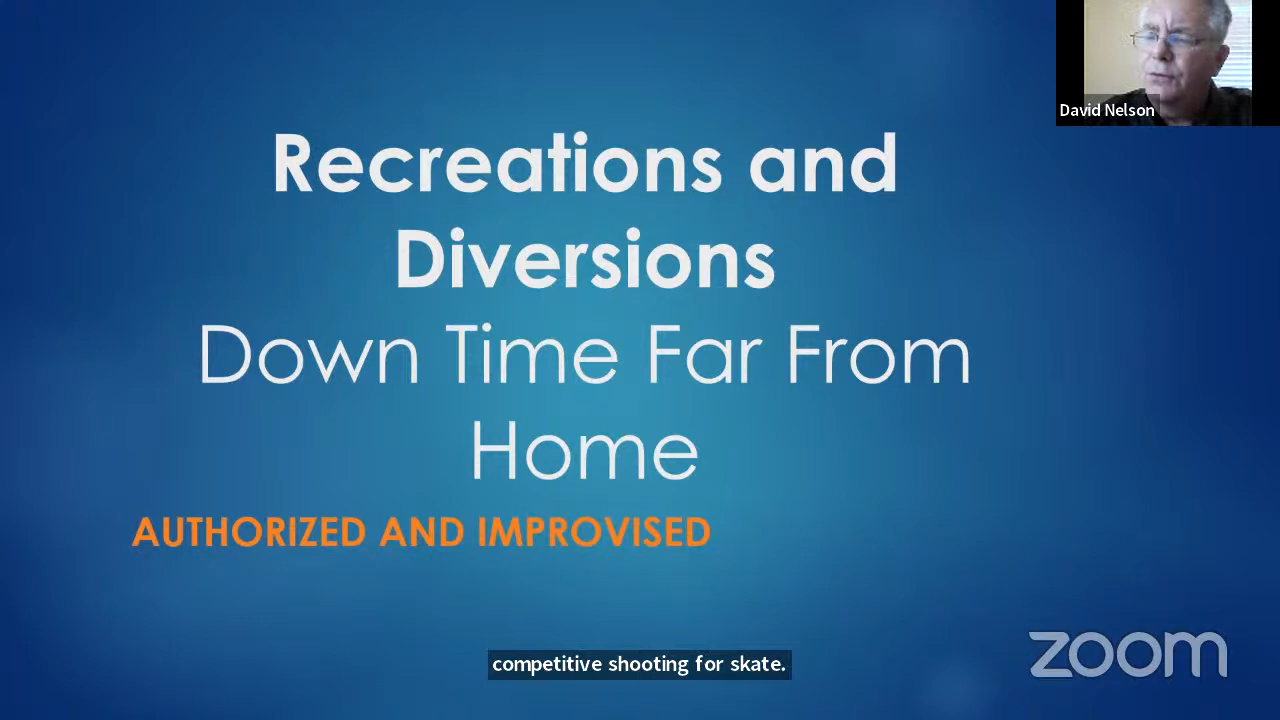 David Nelson
Recreations and
Diversions
Down Time Far From
Home
AUTHORIZED AND IMPROVISED
competitive shooting for skate.
zoom